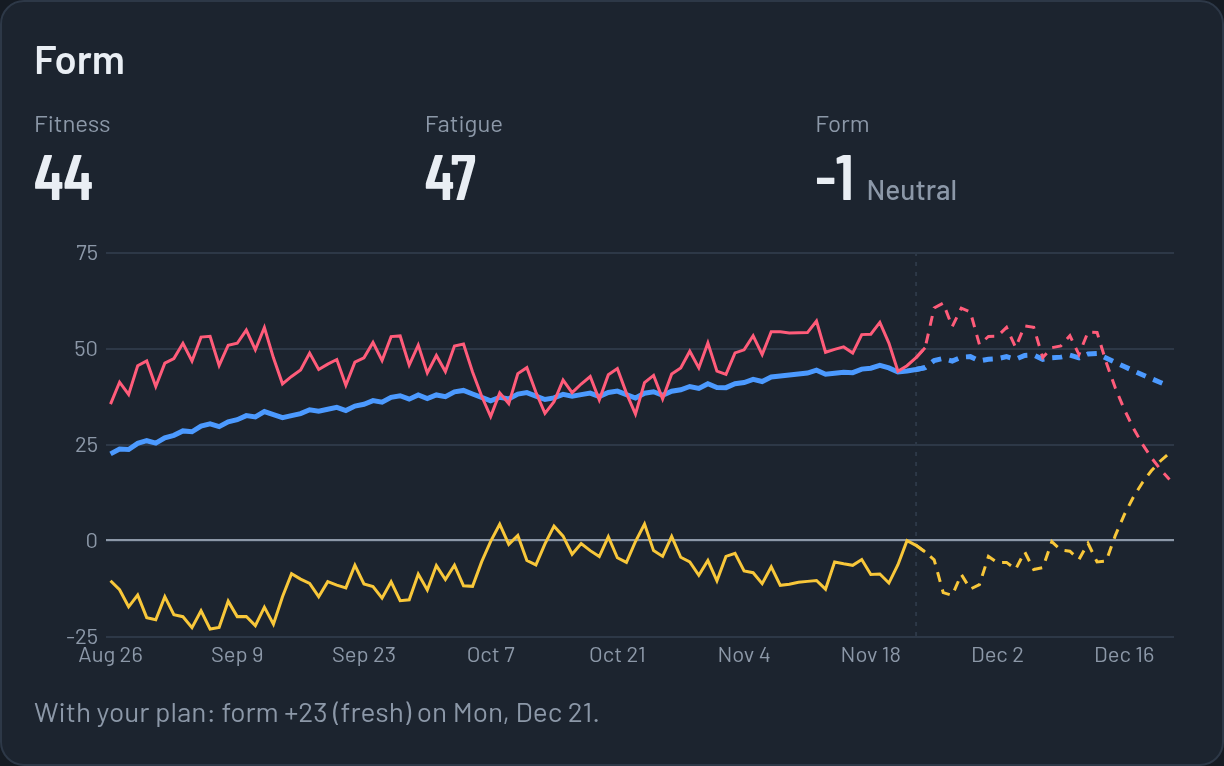 Form
Fitness Fatigue Form
44 47 -1 Neutral
75
50
25
0
-25
Aug 26 Sep 9 Sep 23 Oct 7 Oct 21 Nov 4 Nov 18 Dec 2 Dec 16
With your plan: form +23 (fresh) on Mon, Dec 21.